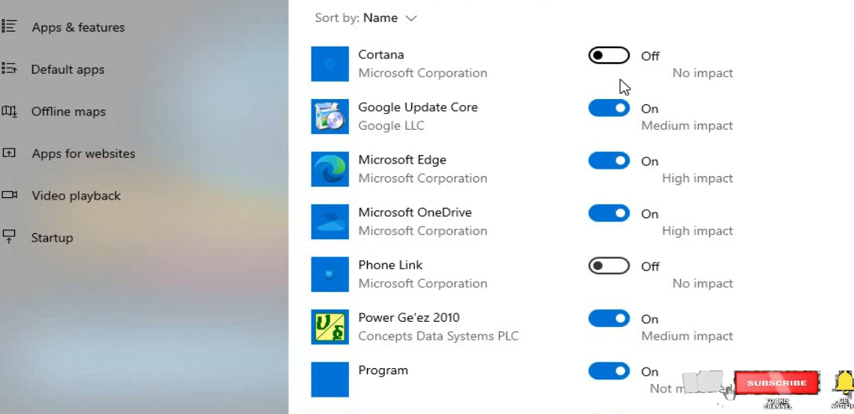 Apps & features
Default apps
Offline maps
Apps for websites
Video playback
Startup
Sort by: Name
Cortana
Microsoft Corporation
Off
No impact
Google Update Core
Google LLC
On
Medium impact
Microsoft Edge
Microsoft Corporation
On
High impact
Microsoft OneDrive
Microsoft Corporation
On
High impact
Phone Link
Microsoft Corporation
Off
No impact
Power Ge'ez 2010
Concepts Data Systems PLC
On
Medium impact
Program
On
Not
SUBSCRIBE